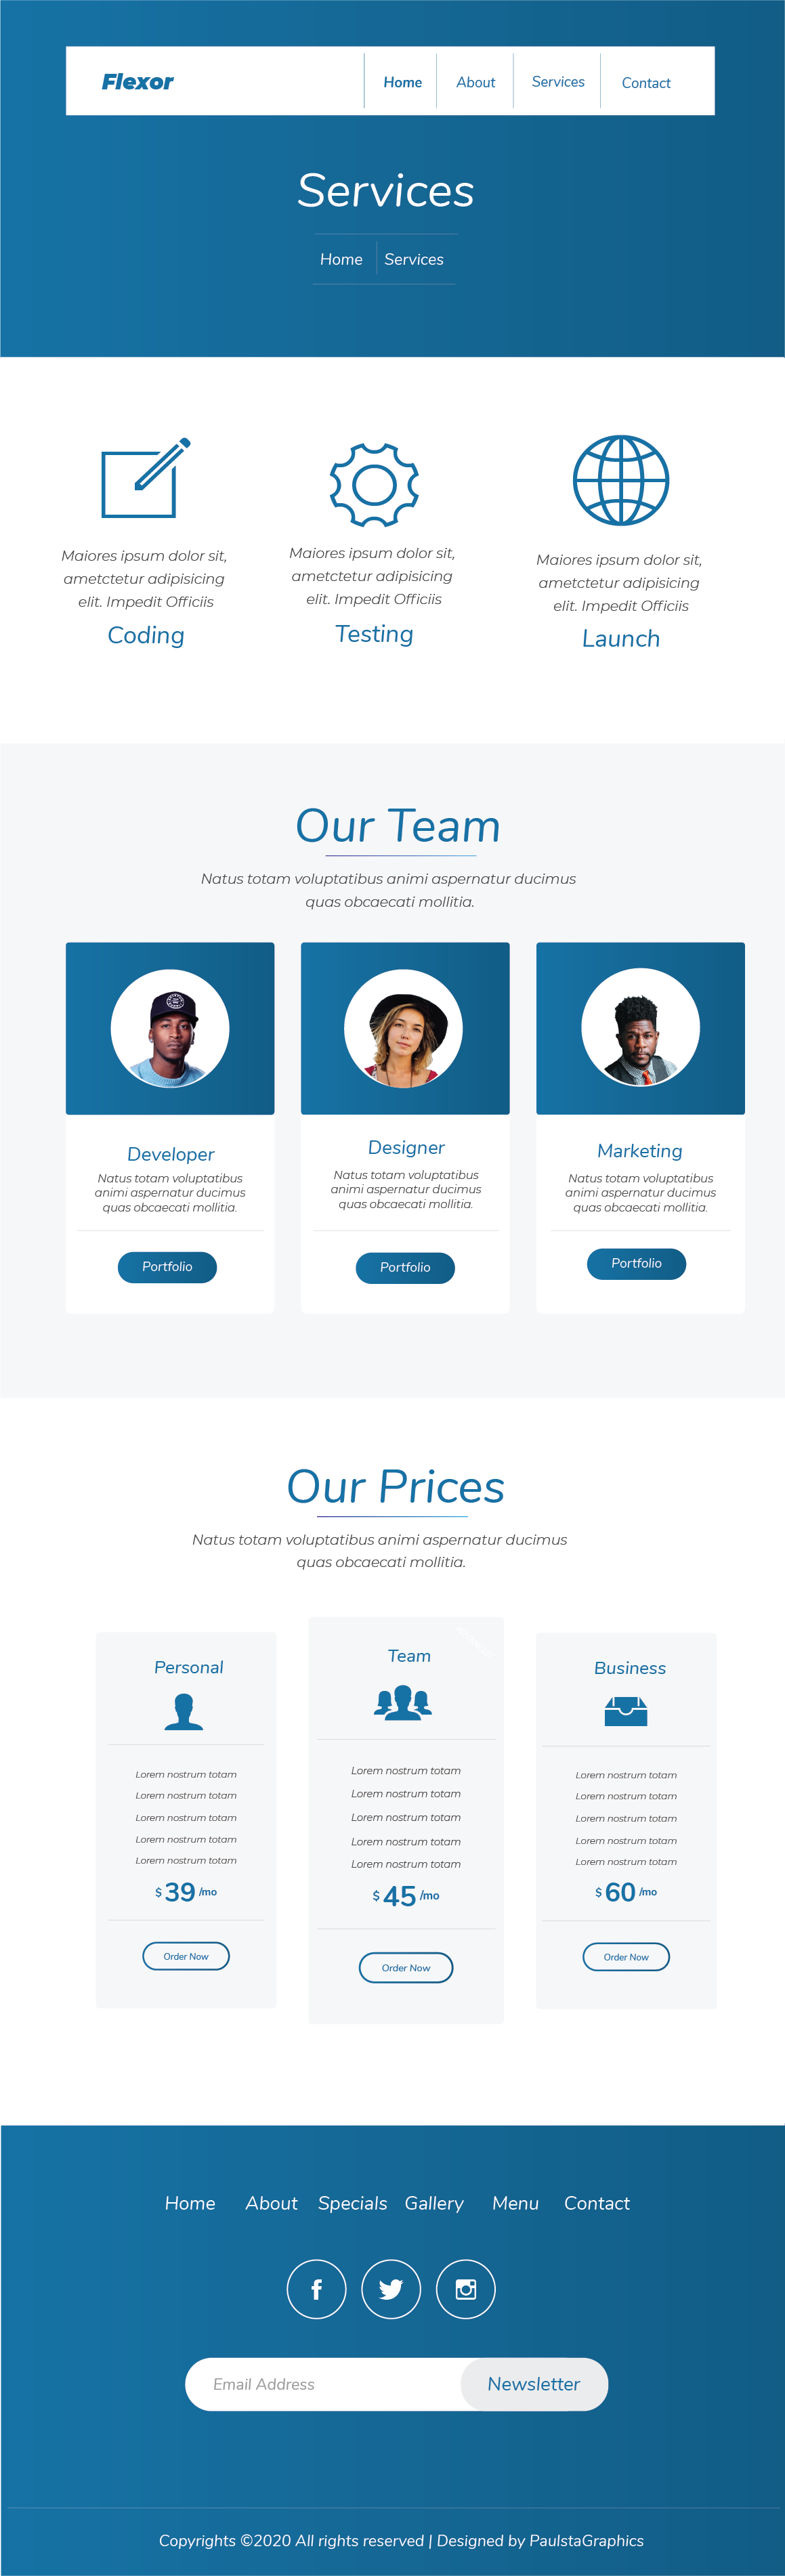 Flexor
Home
About
Services
Contact
Services
Home
Services
Maiores ipsum dolor sit,
ametctetur adipisicing
elit. Impedit Officiis
Coding
Maiores ipsum dolor sit,
ametctetur adipisicing
elit. Impedit Officiis
Testing
Maiores ipsum dolor sit,
ametctetur adipisicing
elit. Impedit Officiis
Launch
Our Team
Natus totam voluptatibus animi aspernatur ducimus
quas obcaecati mollitia.
Developer
Natus totam voluptatibus
animi aspernatur ducimus
quas obcaecati mollitia.
Portfolio
Designer
Natus totam voluptatibus
animi aspernatur ducimus
quas obcaecati mollitia.
Portfolio
Marketing
Natus totam voluptatibus
animi aspernatur ducimus
quas obcaecati mollitia.
Portfolio
Our Prices
Natus totam voluptatibus animi aspernatur ducimus
quas obcaecati mollitia.
Personal
Lorem nostrum totam
Lorem nostrum totam
Lorem nostrum totam
Lorem nostrum totam
Lorem nostrum totam
$ 39 /mo
Order Now
Team
Lorem nostrum totam
Lorem nostrum totam
Lorem nostrum totam
Lorem nostrum totam
Lorem nostrum totam
$ 45 /mo
Order Now
Business
Lorem nostrum totam
Lorem nostrum totam
Lorem nostrum totam
Lorem nostrum totam
Lorem nostrum totam
$ 60 /mo
Order Now
Home
About
Specials
Gallery
Menu
Contact
Email Address
Newsletter
Copyrights ©2020 All rights reserved | Designed by PaulstaGraphics